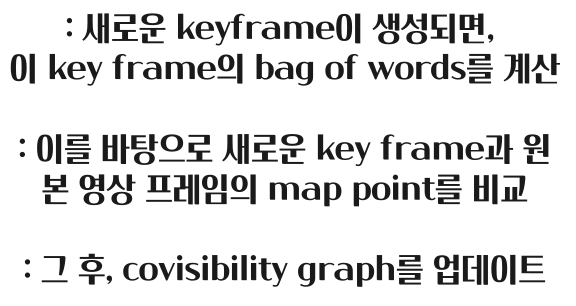 : 새로운 keyframe이 생성되면,
이 key frame의 bag of words를 계산
: 이를 바탕으로 새로운 key frame과 원
본 영상 프레임의 map point를 비교
: 그 후, covisibility graph를 업데이트